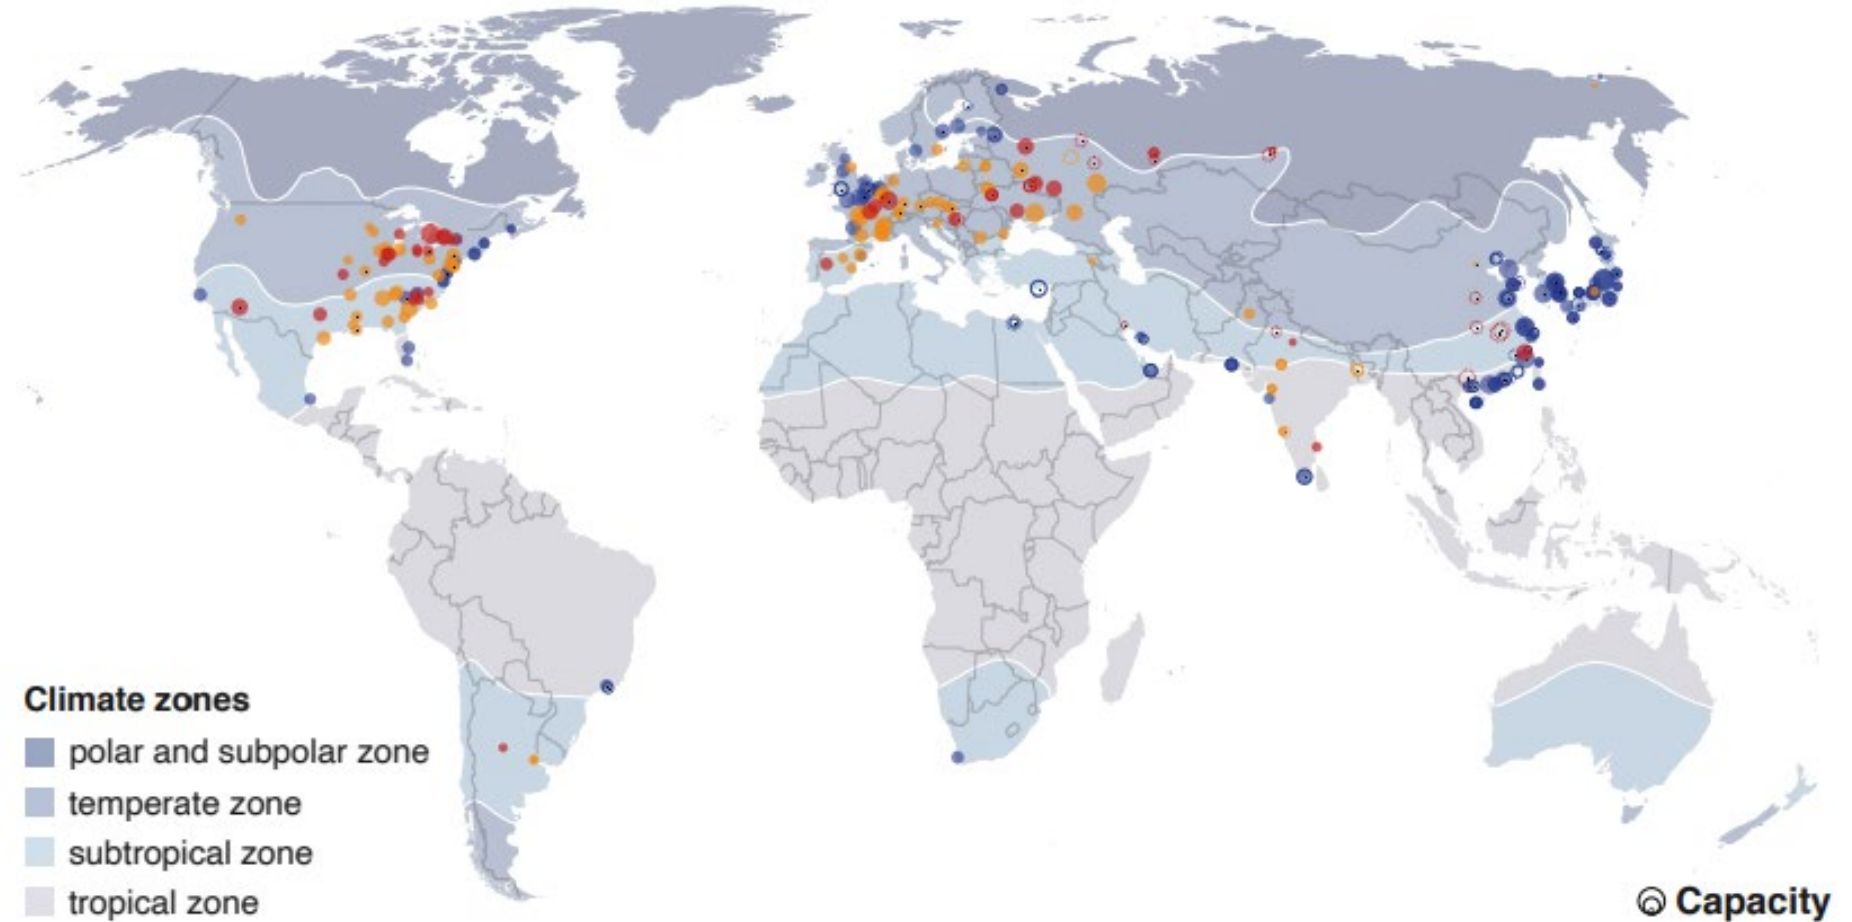 Climate zones
polar and subpolar zone
temperate zone
subtropical zone
tropical zone
Capacity